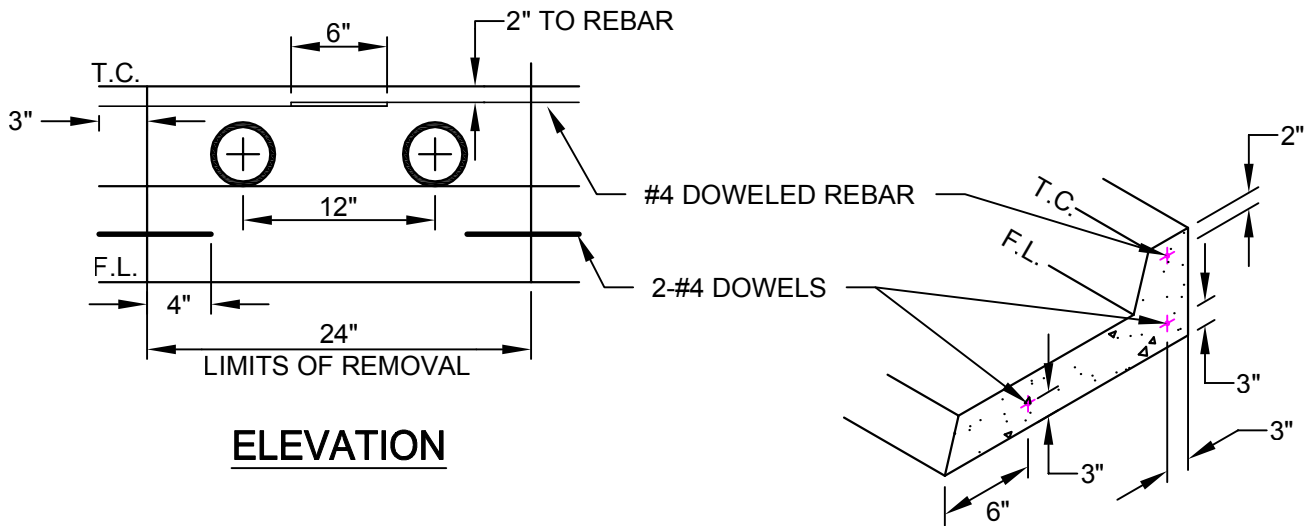 6"
2" TO REBAR
T.C.
3"
12"
#4 DOWELED REBAR
F.L.
4"
2-#4 DOWELS
24"
LIMITS OF REMOVAL
ELEVATION
2"
T.C.
F.L.
3"
3"
3"
6"